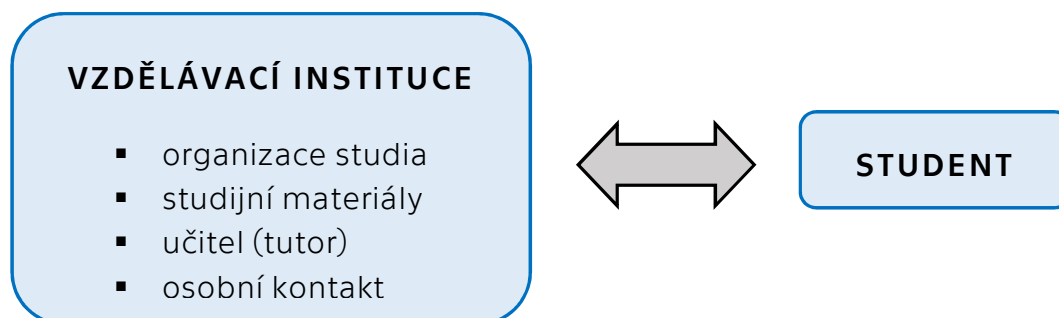 VZDĚLÁVACÍ INSTITUCE
▪ organizace studia
▪ studijní materiály
▪ učitel (tutor)
▪ osobní kontakt
STUDENT